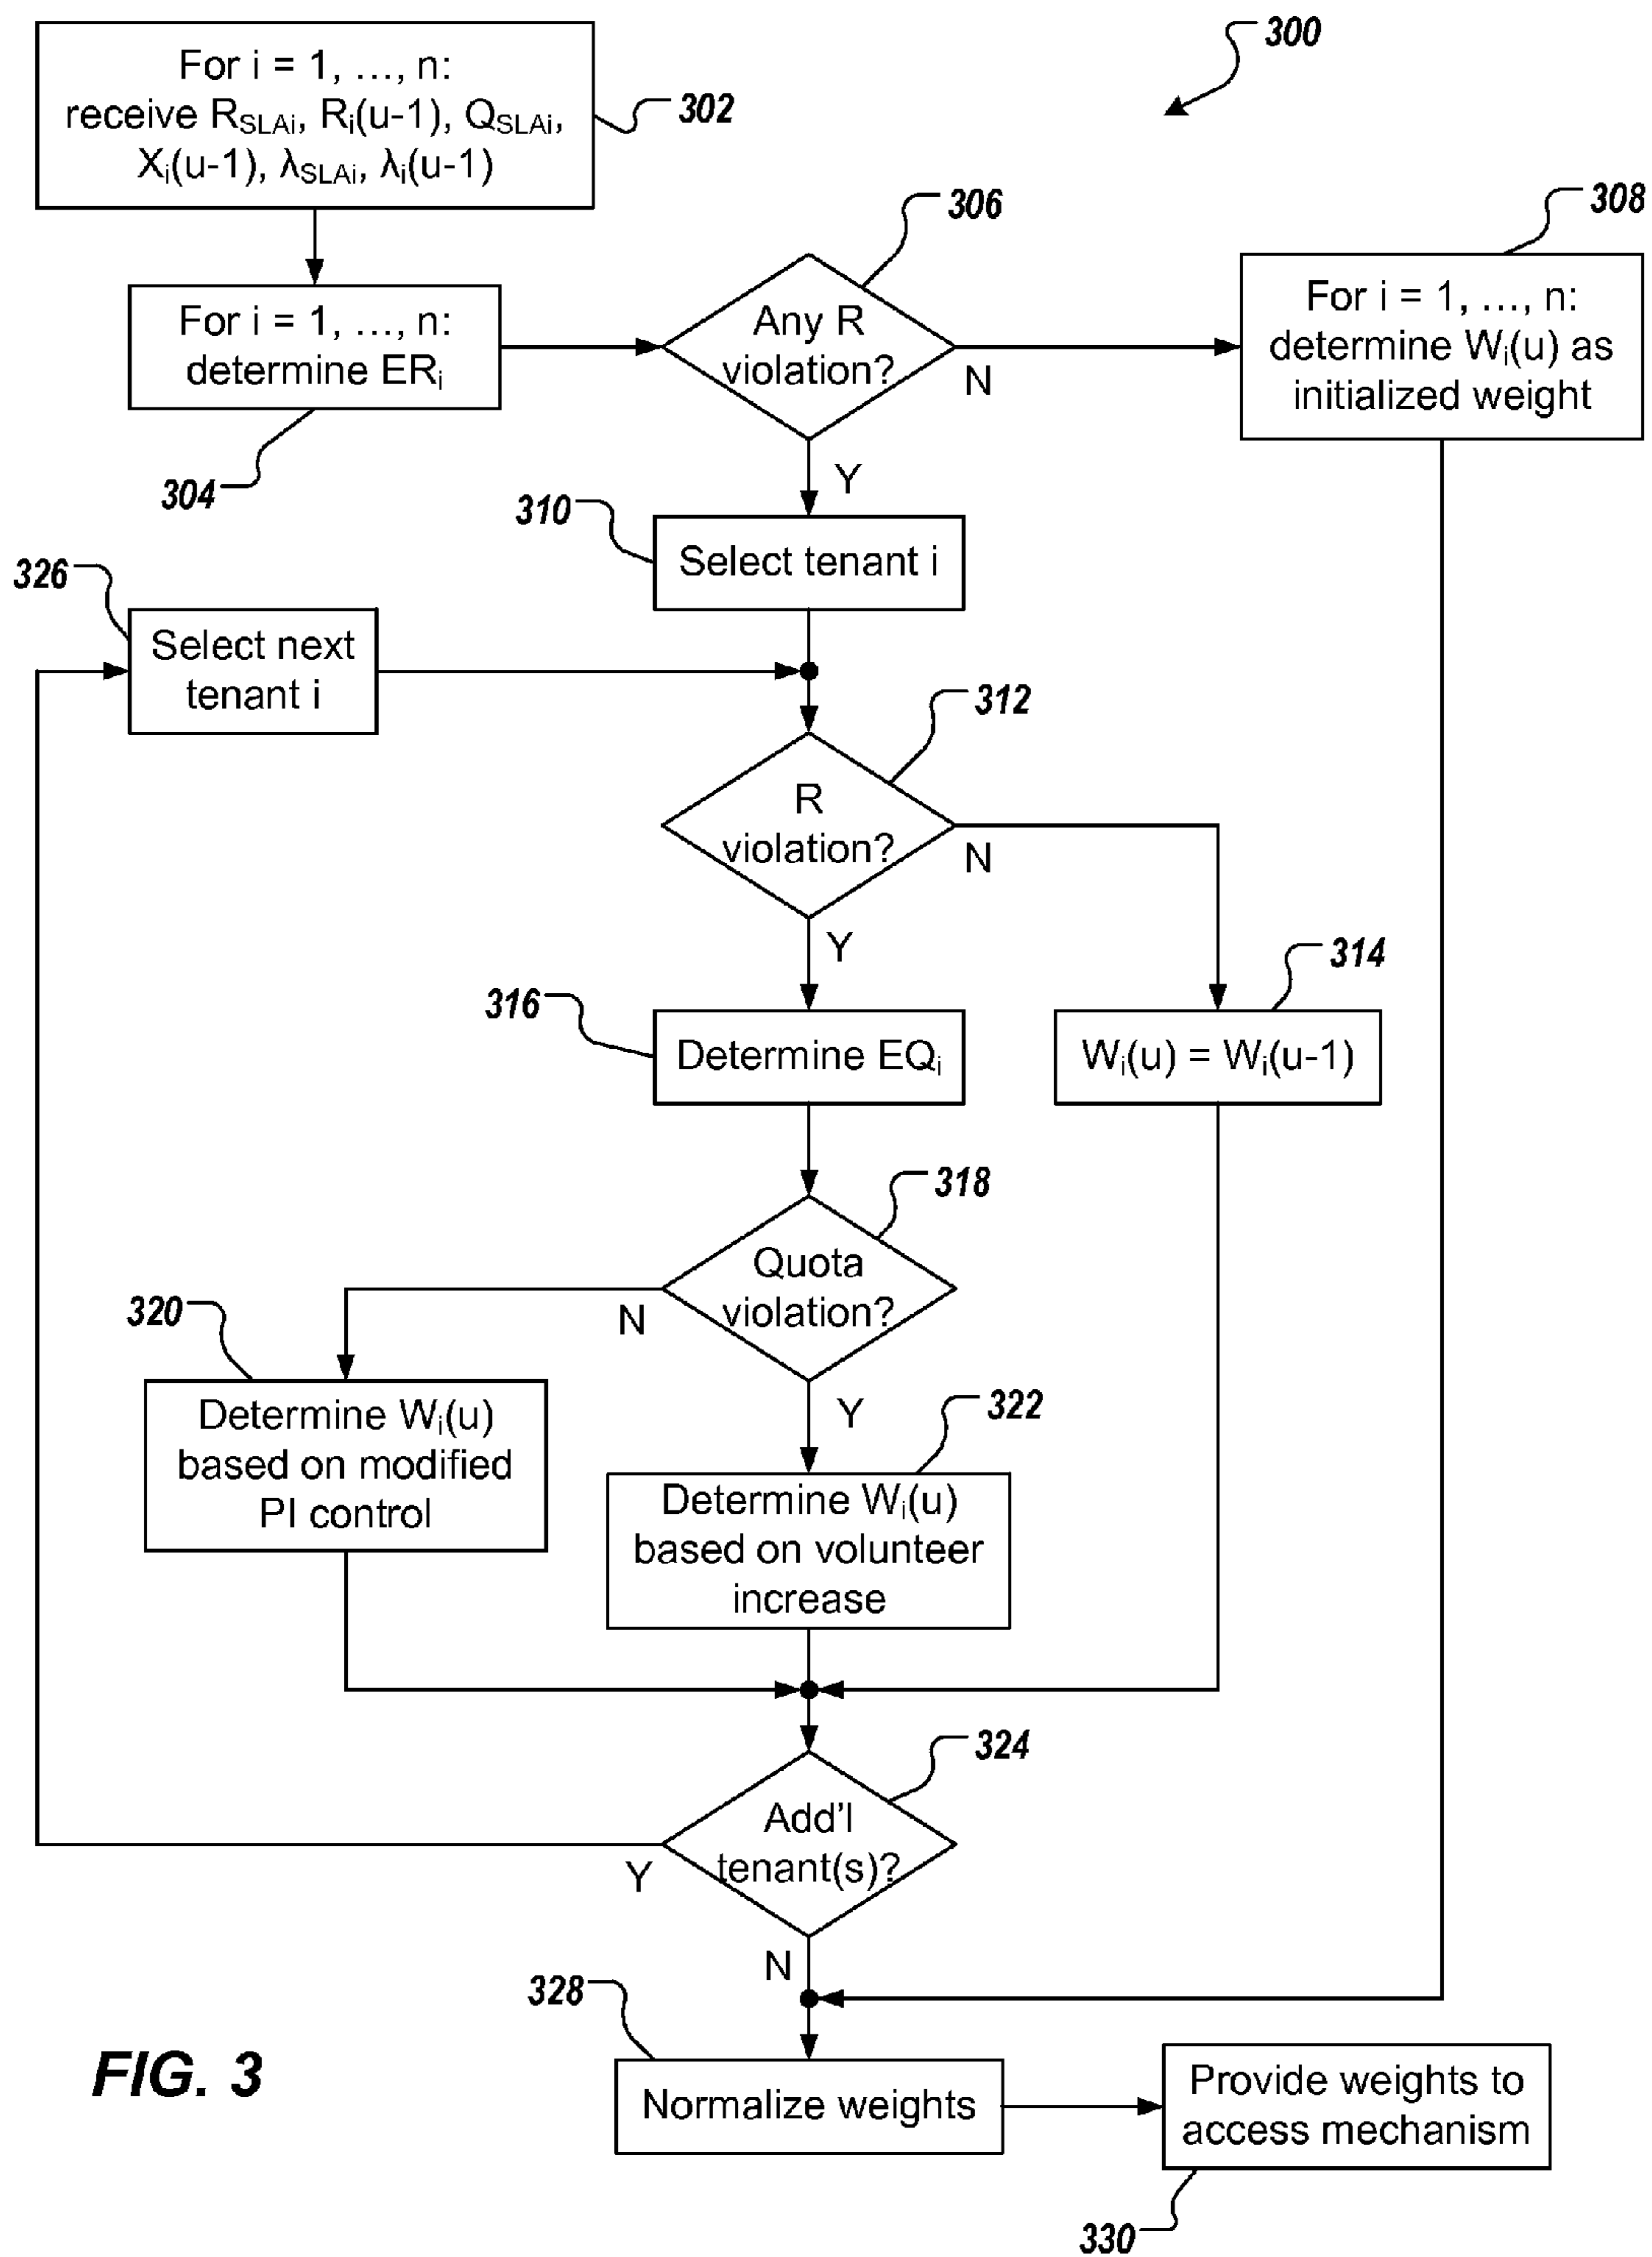 300
For i = 1, ..., n:
receive RSLAi, Ri(u-1), QSLAi,
Xi(u-1), λSLAi, λi(u-1)
302
306
308
For i = 1, ..., n:
determine ERi
304
Any R
violation?
N
Y
For i = 1, ..., n:
determine Wi(u) as
initialized weight
310
Select tenant i
326
Select next
tenant i
312
R
violation?
N
Y
314
Wi(u) = Wi(u-1)
316
Determine EQi
318
Quota
violation?
N
Y
320
Determine Wi(u)
based on modified
PI control
322
Determine Wi(u)
based on volunteer
increase
324
Add'l
tenant(s)?
Y
N
328
Normalize weights
Provide weights to
access mechanism
330
FIG. 3